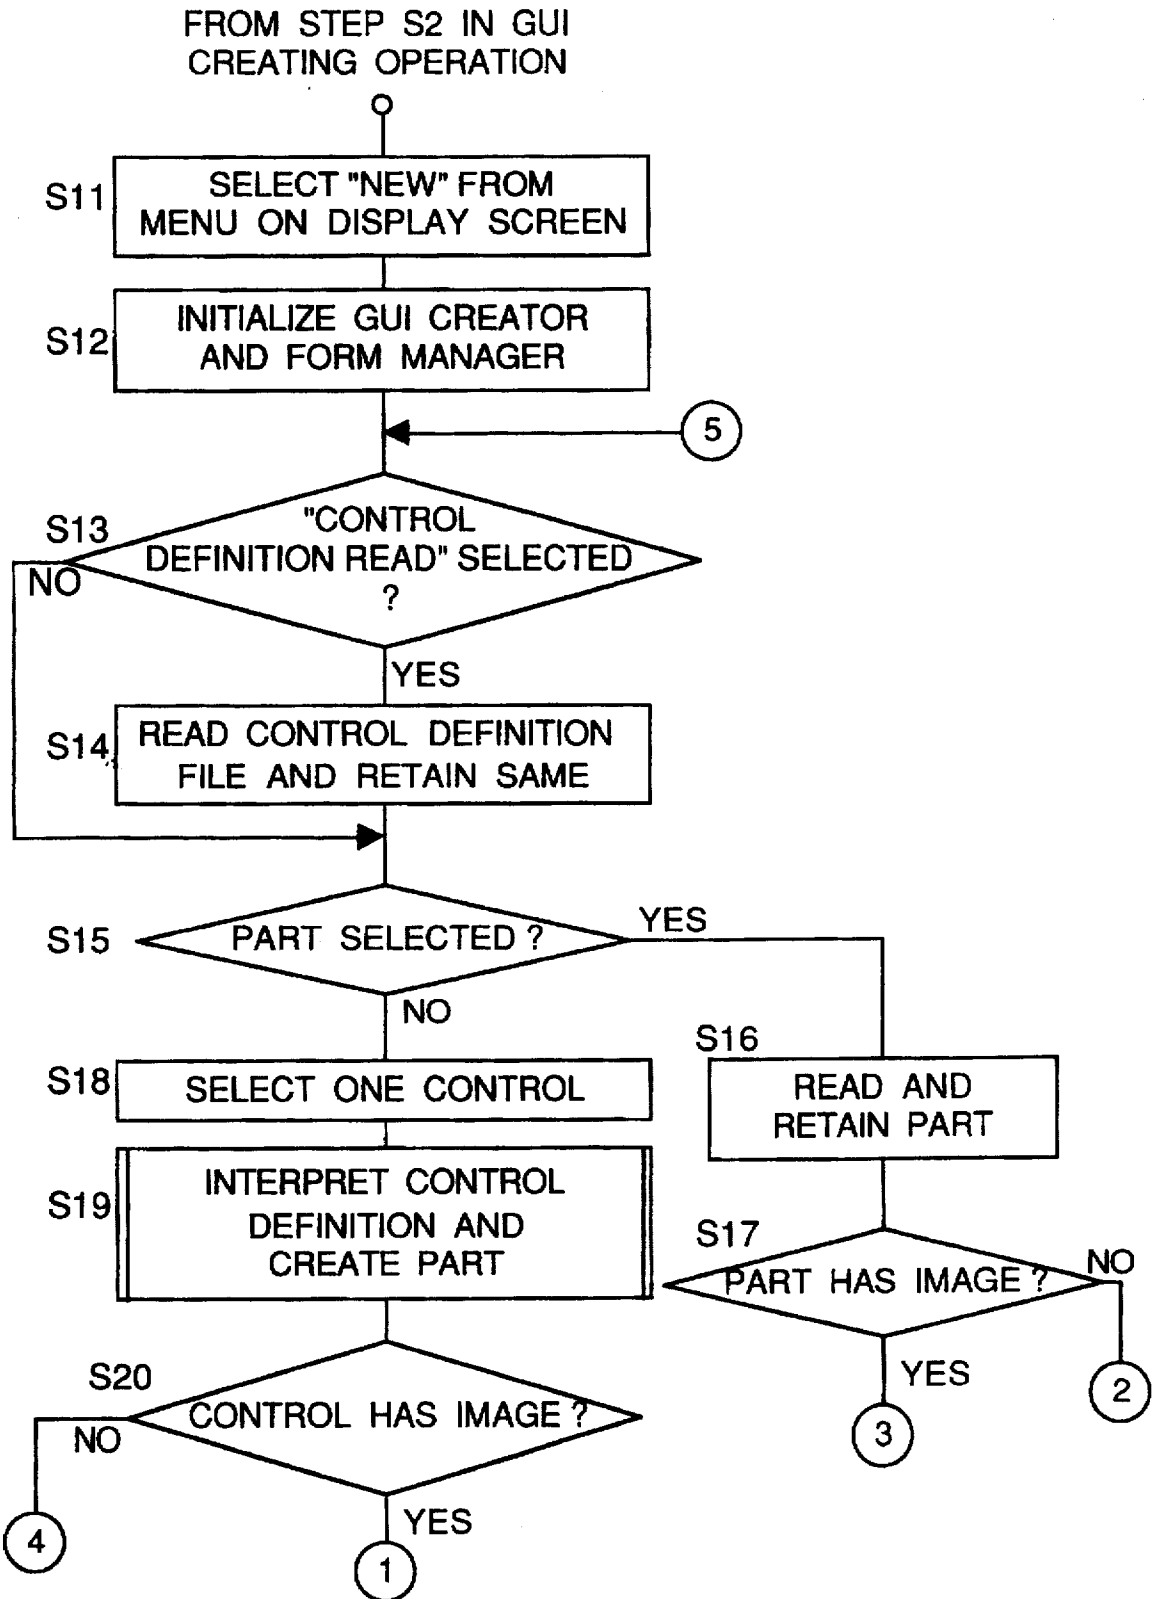 FROM STEP S2 IN GUI
CREATING OPERATION
S11
SELECT "NEW" FROM
MENU ON DISPLAY SCREEN
S12
INITIALIZE GUI CREATOR
AND FORM MANAGER
5
S13
"CONTROL
DEFINITION READ" SELECTED
?
NO
YES
S14
READ CONTROL DEFINITION
FILE AND RETAIN SAME
S15
PART SELECTED ?
YES
NO
S16
READ AND
RETAIN PART
S18
SELECT ONE CONTROL
S19
INTERPRET CONTROL
DEFINITION AND
CREATE PART
S17
PART HAS IMAGE ?
NO
YES
2
3
S20
CONTROL HAS IMAGE ?
NO
YES
4
1